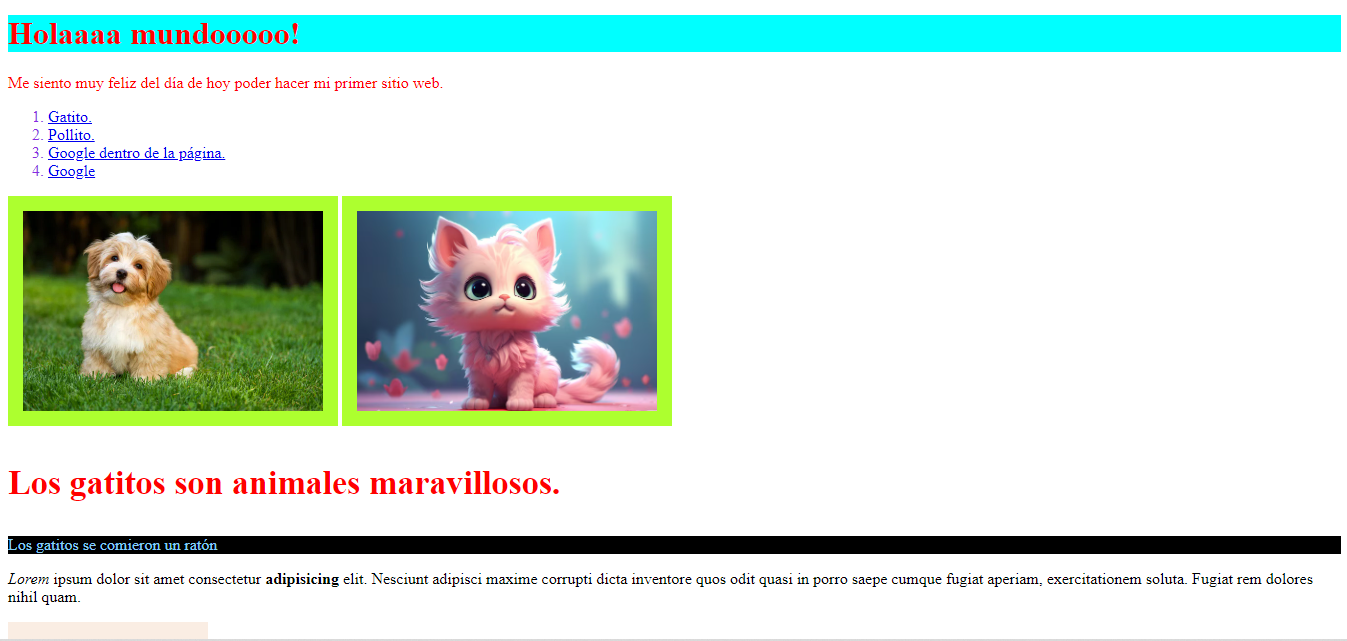 Holaaaa mundooooo!
Me siento muy feliz del día de hoy poder hacer mi primer sitio web.
1. Gatito.
2. Pollito.
3. Google dentro de la página.
4. Google
Los gatitos son animales maravillosos.
Los gatitos se comieron un ratón
Lorem ipsum dolor sit amet consectetur adipisicing elit. Nesciunt adipisci maxime corrupti dicta inventore quos odit quasi in porro saepe cumque fugiat aperiam, exercitationem soluta. Fugiat rem dolores
nihil quam.